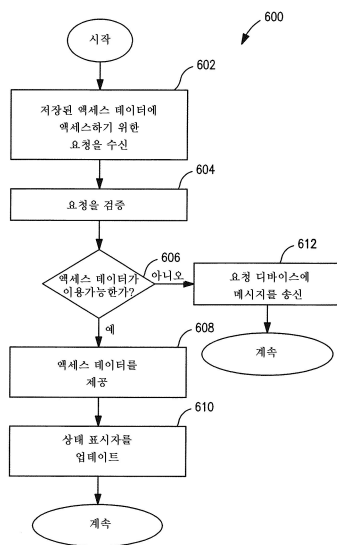 600
시작
602
저장된 액세스 데이터에
액세스하기 위한
요청을 수신
604
요청을 검증
606
액세스 데이터가
이용가능한가?
아니오
612
요청 디바이스에
메시지를 송신
계속
예
608
액세스 데이터를
제공
610
상태 표시자를
업테이트
계속